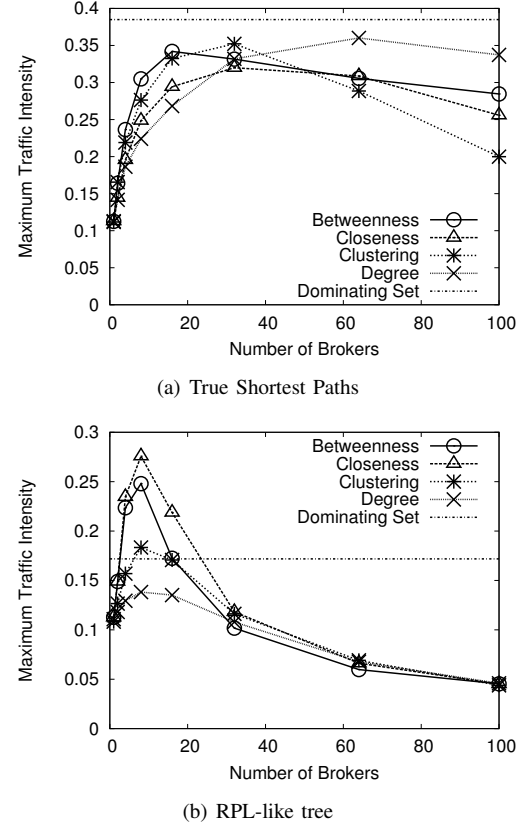 0.4
0.35
0.3
0.25
0.2
0.15
0.1
0.05
0
Maximum Traffic Intensity
Betweenness
Closeness
Clustering
Degree
Dominating Set
0 20 40 60 80 100
Number of Brokers
(a) True Shortest Paths
0.3
0.25
0.2
0.15
0.1
0.05
0
Maximum Traffic Intensity
Betweenness
Closeness
Clustering
Degree
Dominating Set
0 20 40 60 80 100
Number of Brokers
(b) RPL-like tree